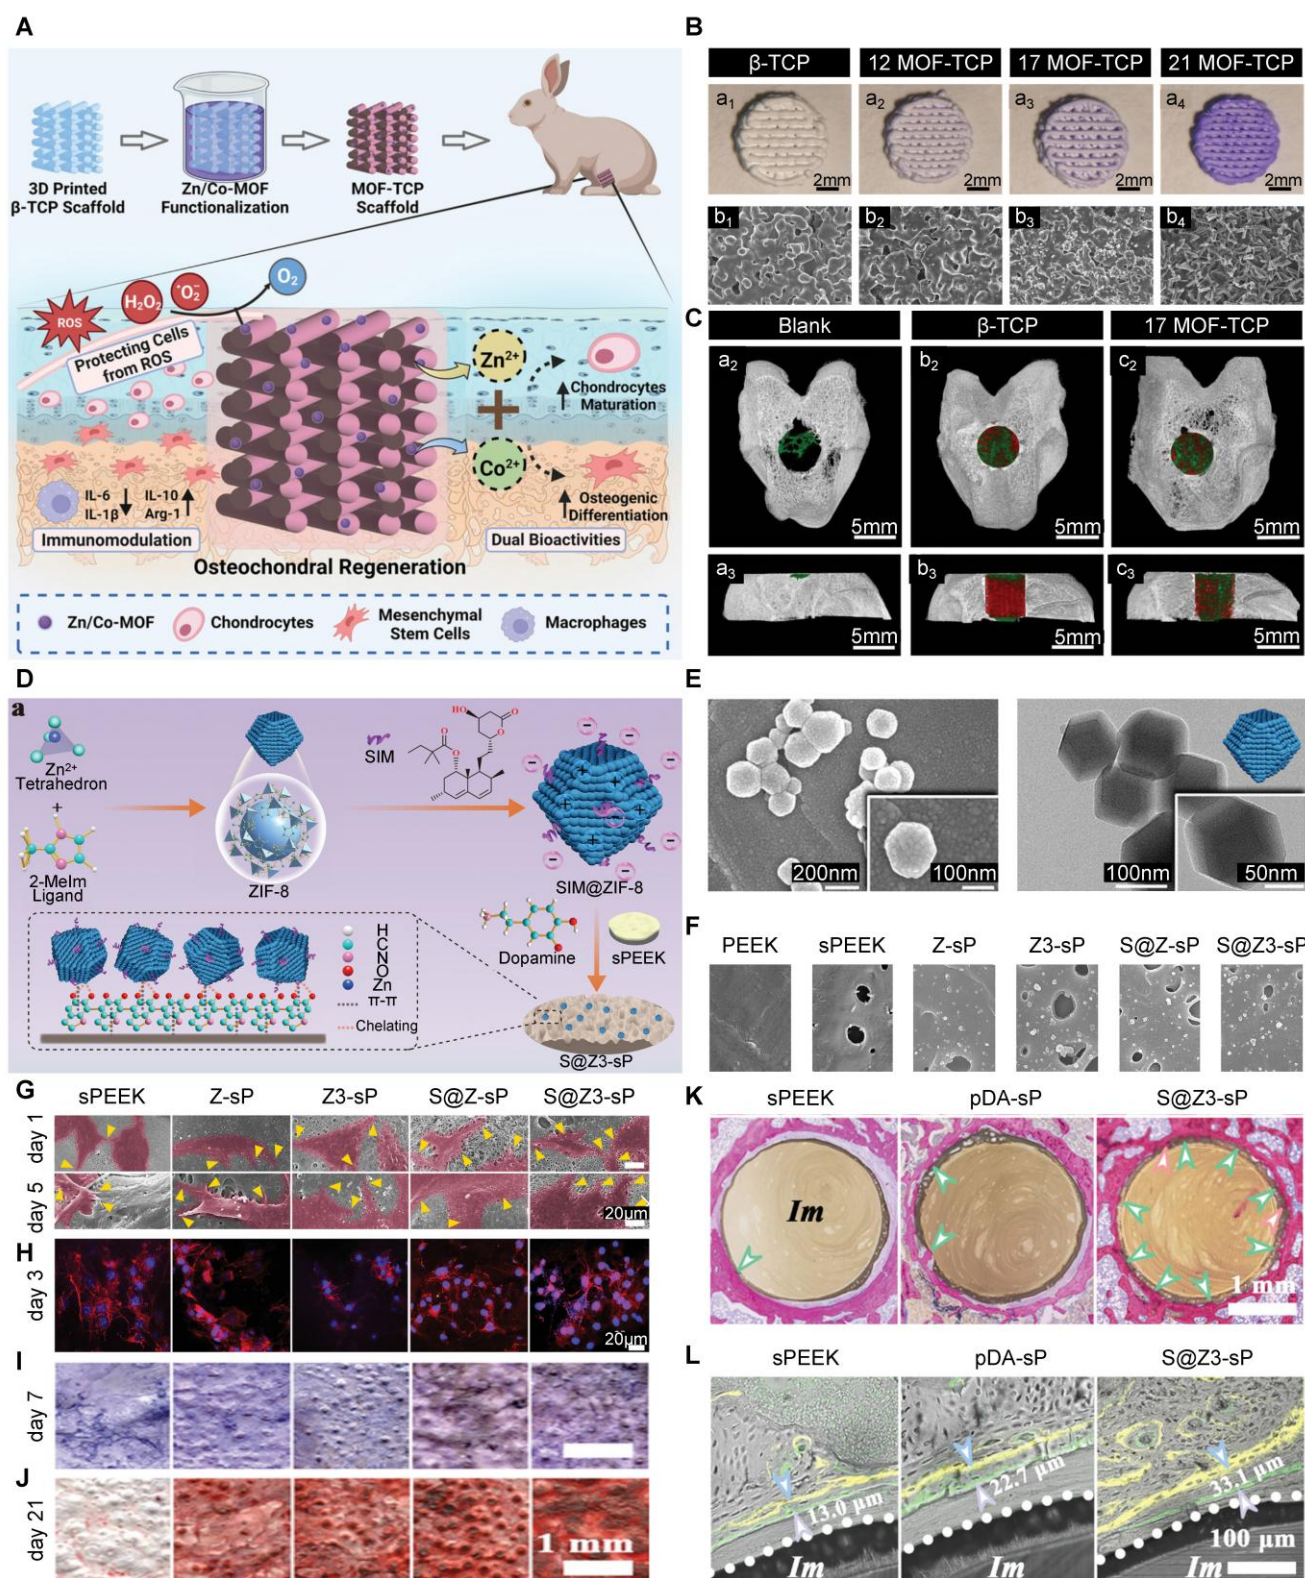 A
3D Printed
β-TCP Scaffold
Zn/Co-MOF
Functionalization
MOF-TCP
Scaffold
ROS
H2O2
•O2−
O2
Protecting Cells
from ROS
IL-6
IL-1β
IL-10
Arg-1
Immunomodulation
Zn2+
Co2+
Chondrocytes
Maturation
Osteogenic
Differentiation
Dual Bioactivities
Osteochondral Regeneration
Zn/Co-MOF
Chondrocytes
Mesenchymal
Stem Cells
Macrophages
B
β-TCP
12 MOF-TCP
17 MOF-TCP
21 MOF-TCP
a1
2mm
a2
2mm
a3
2mm
a4
2mm
b1
b2
b3
b4
C
Blank
β-TCP
17 MOF-TCP
a2
5mm
b2
5mm
c2
5mm
a3
5mm
b3
5mm
c3
5mm
D
a
Zn2+
Tetrahedron
+
2-MeIm
Ligand
ZIF-8
SIM
HO
O
O
O
O
SIM@ZIF-8
Dopamine
sPEEK
H
C
N
O
Zn
π-π
Chelating
S@Z3-sP
E
200nm
100nm
100nm
50nm
F
PEEK
sPEEK
Z-sP
Z3-sP
S@Z-sP
S@Z3-sP
G
sPEEK
Z-sP
Z3-sP
S@Z-sP
S@Z3-sP
day 1
day 5
20μm
H
day 3
20μm
I
day 7
J
day 21
1 mm
K
sPEEK
pDA-sP
S@Z3-sP
Im
1 mm
L
sPEEK
pDA-sP
S@Z3-sP
13.0 μm
Im
22.7 μm
Im
33.1 μm
Im
100 μm